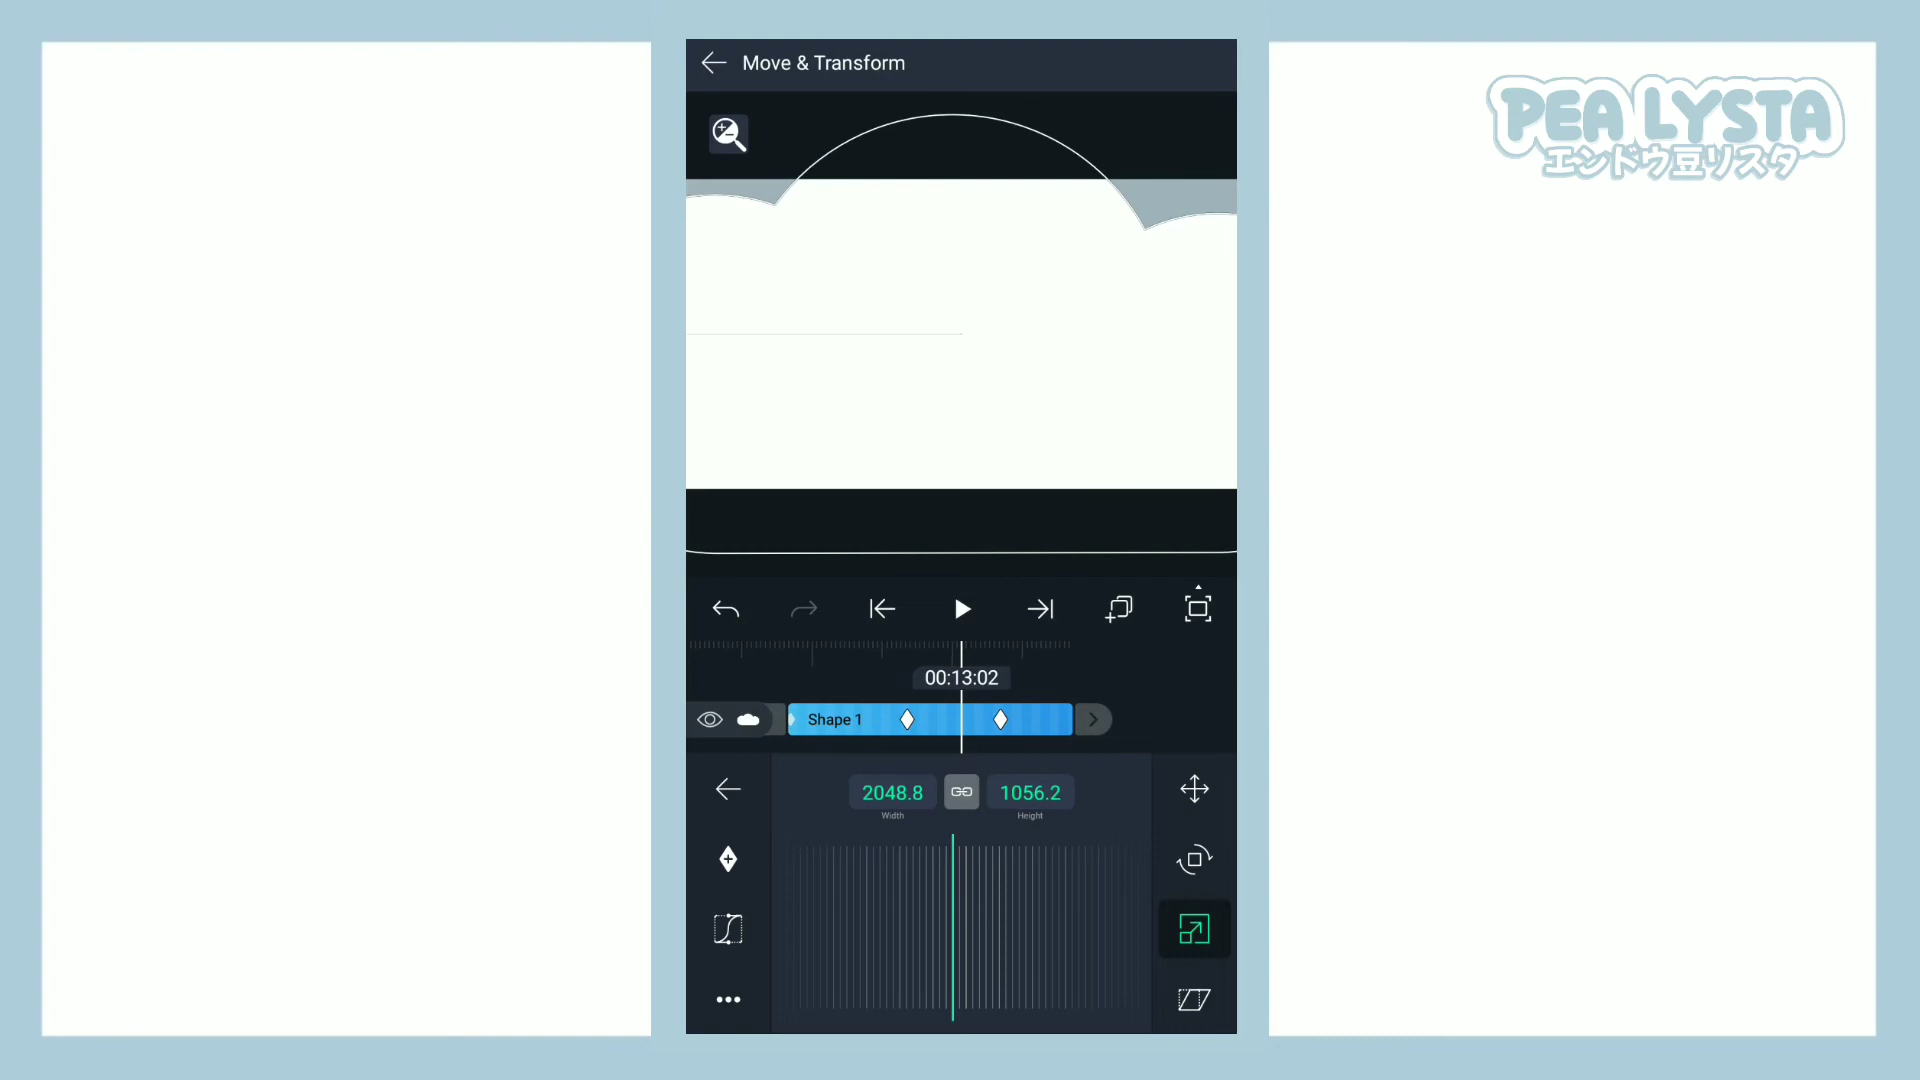 Move & Transform
PEA LYSTA
エンドウ豆リスタ
00:13:02
Shape 1
2048.8
1056.2
Width
Height